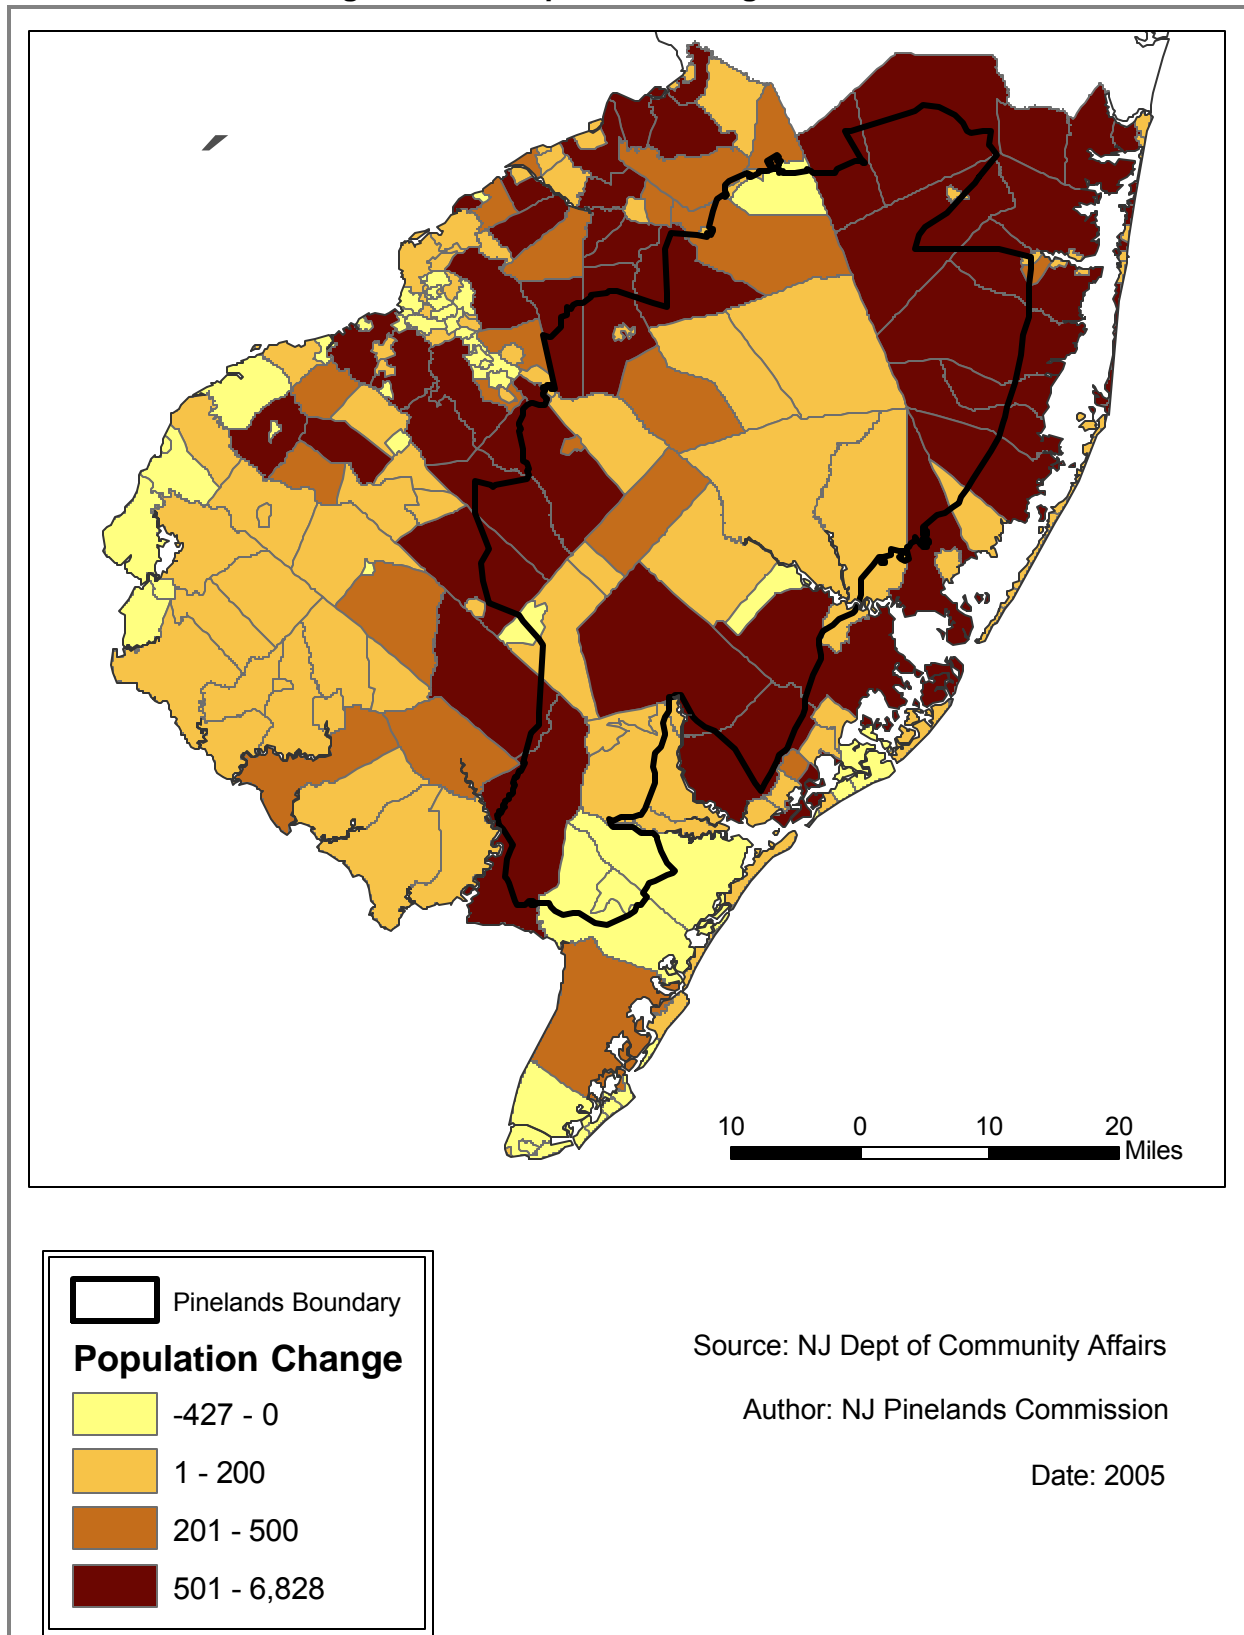 10 0 10 20
Miles
Pinelands Boundary
Population Change
-427 - 0
1 - 200
201 - 500
501 - 6,828
Source: NJ Dept of Community Affairs
Author: NJ Pinelands Commission
Date: 2005